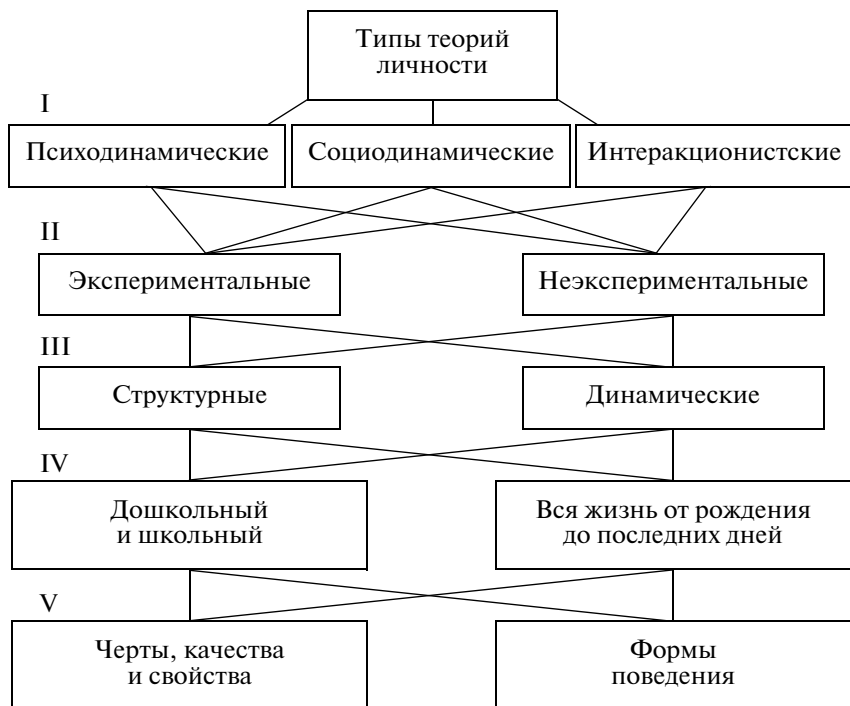 Типы теорий
личности
I
Психодинамические
Социодинамические
Интеракционистские
II
Экспериментальные
Неэкспериментальные
III
Структурные
Динамические
IV
Дошкольный
и школьный
Вся жизнь от рождения
до последних дней
V
Черты, качества
и свойства
Формы
поведения